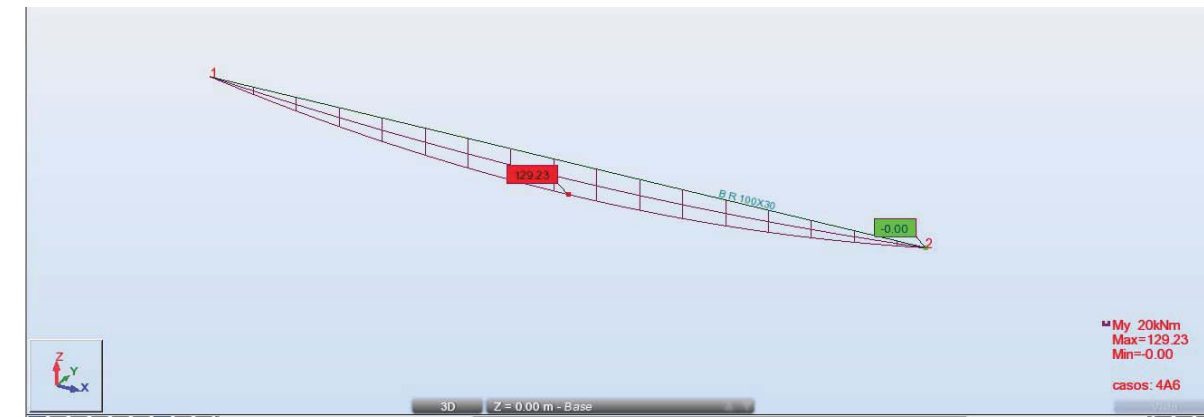 1
129.23
B R 100X30
-0.00
2
My 20kNm
Max=129.23
Min=-0.00
casos: 4A6
Z
Y
X
3D
Z = 0.00 m - Base